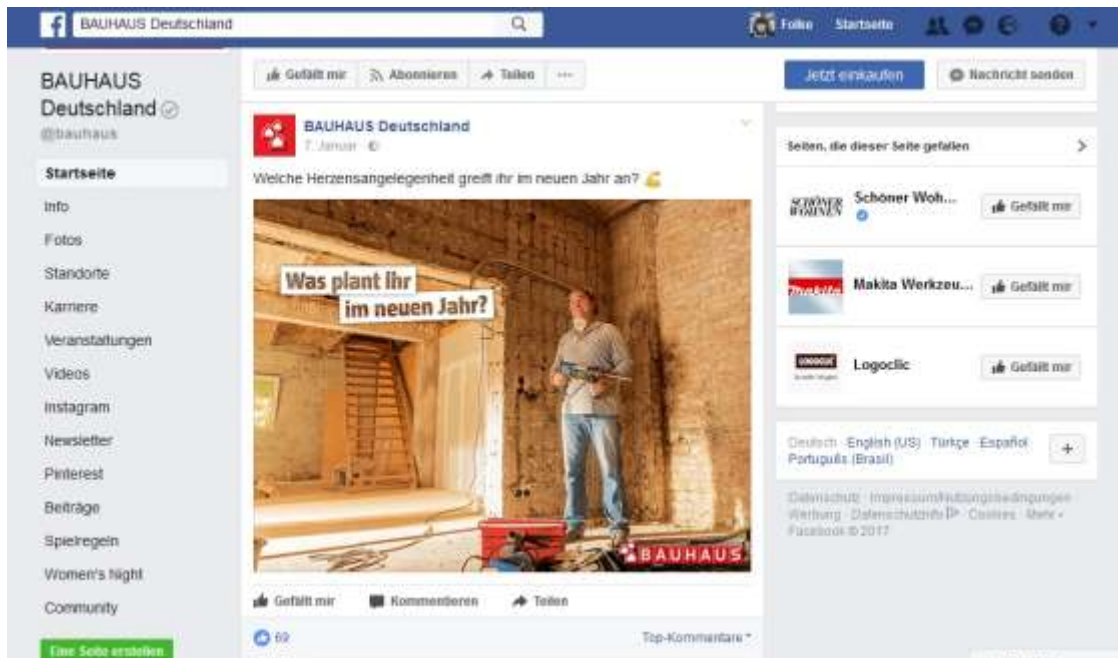 BAUHAUS Deutschland
Folke Startseite
BAUHAUS
Deutschland
@bauhaus
Startseite
Info
Fotos
Standorte
Karriere
Veranstaltungen
Videos
Instagram
Newsletter
Pinterest
Beiträge
Spielregeln
Women's Night
Community
Eine Seite erstellen
Gefällt mir Abonnieren Teilen ...
Jetzt einkaufen Nachricht senden
BAUHAUS Deutschland
7. Januar
Welche Herzensangelegenheit greift ihr im neuen Jahr an?
Was plant ihr
im neuen Jahr?
BAUHAUS
Gefällt mir Kommentieren Teilen
69 Top-Kommentare
Seiten, die dieser Seite gefallen
SCHÖNER
WOHNEN
Schöner Woh... Gefällt mir
Makita
Makita Werkzeu... Gefällt mir
LOGOCLIC
Logoclic Gefällt mir
Deutsch · English (US) · Türkçe · Español ·
Português (Brasil)
Datenschutz · Impressum/Nutzungsbedingungen ·
Werbung · Datenschutzinfo · Cookies · Mehr
Facebook © 2017